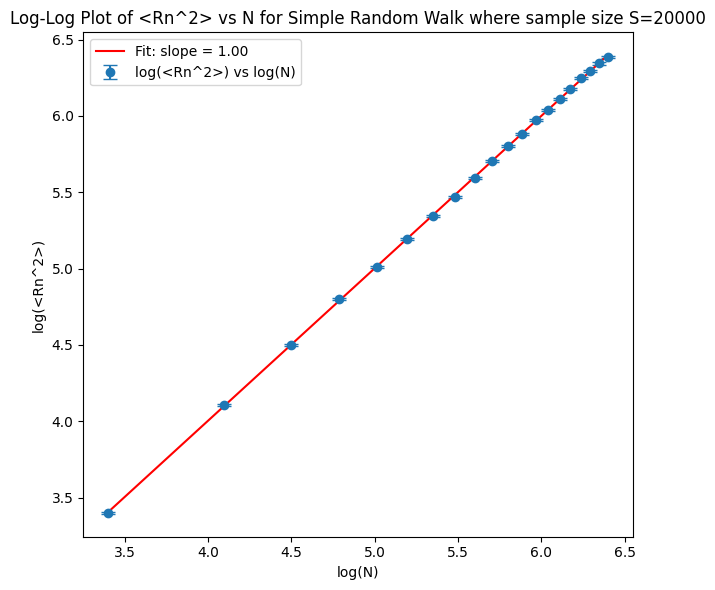 Log-Log Plot of <Rn^2> vs N for Simple Random Walk where sample size S=20000
Fit: slope = 1.00
log(<Rn^2>) vs log(N)
6.5
6.0
5.5
5.0
4.5
4.0
3.5
log(<Rn^2>)
3.5 4.0 4.5 5.0 5.5 6.0 6.5
log(N)